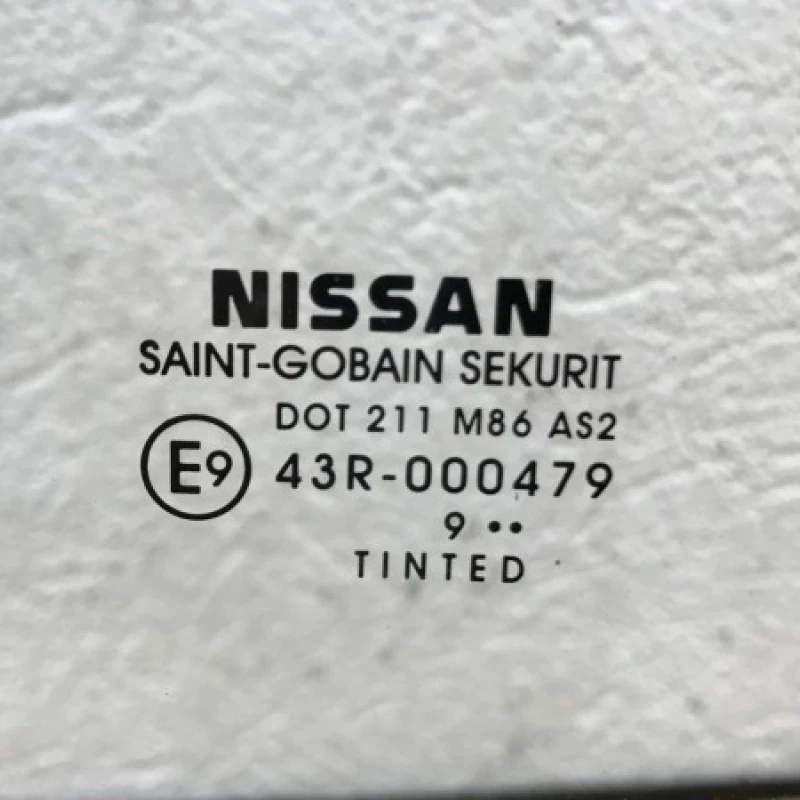 NISSAN
SAINT-GOBAIN SEKURIT
DOT 211 M86 AS2
E9 43R-000479
9 ••
TINTED